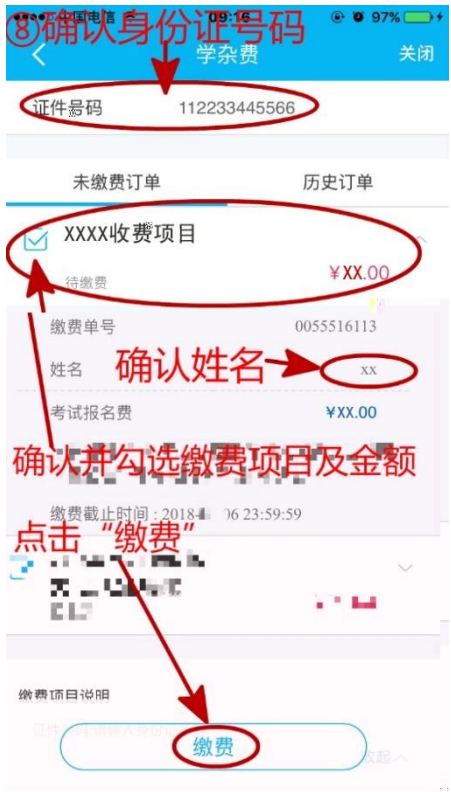 中国电信 09:16 97%
⑧确认身份证号码
学杂费 关闭
证件号码 112233445566
未缴费订单 历史订单
XXXX收费项目
待缴费 ¥XX.00
缴费单号 0055516113
姓名 确认姓名 xx
考试报名费 ¥XX.00
确认并勾选缴费项目及金额
缴费截止时间:2018- 06 23:59:59
点击“缴费”
缴费项目说明
缴费
收起